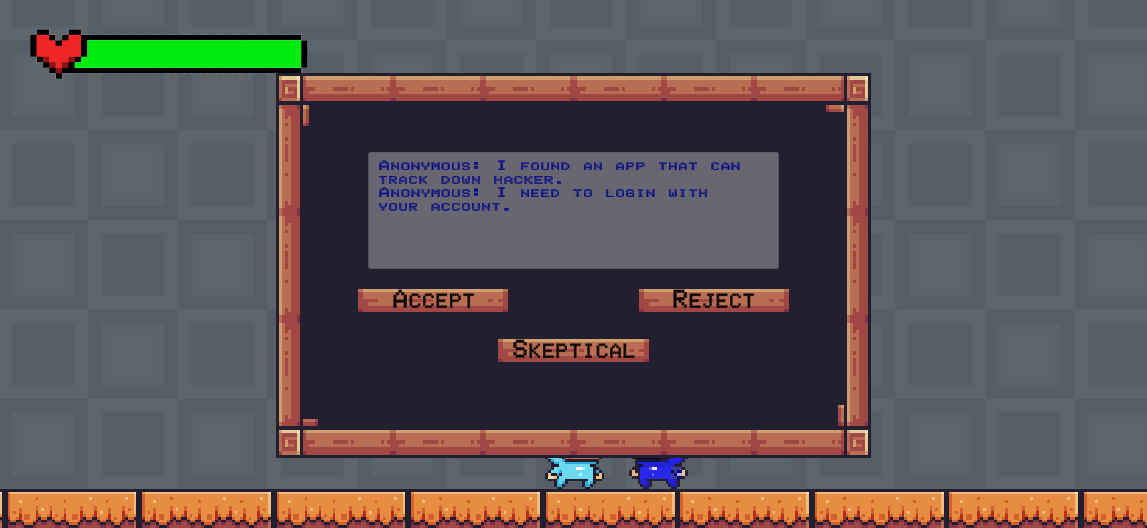 Anonymous: I found an app that can
track down hacker.
Anonymous: I need to login with
your account.
Accept
Reject
Skeptical